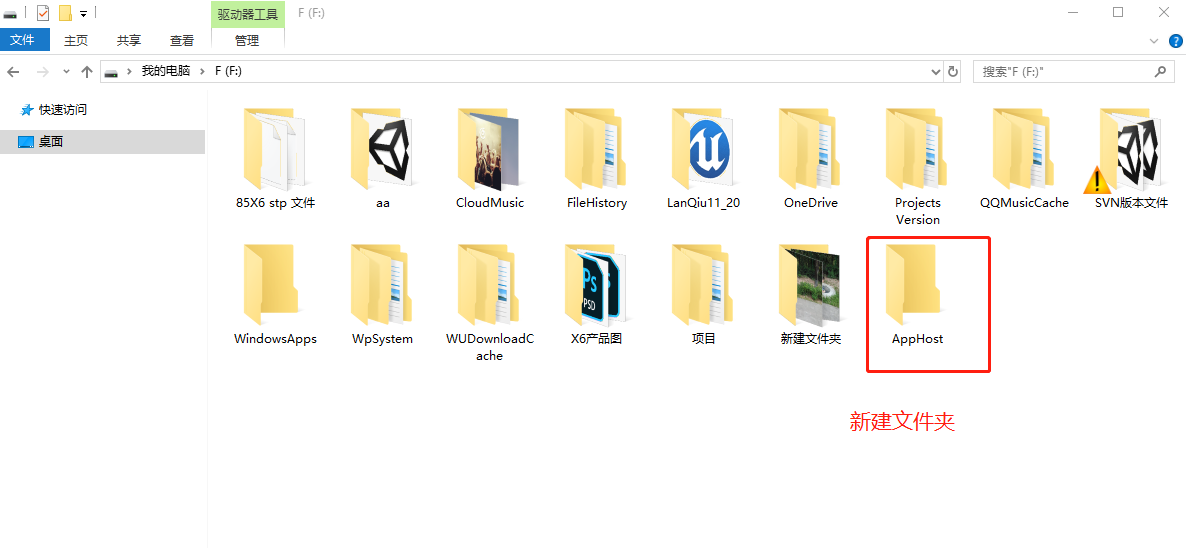 驱动器工具
F (F:)
文件
主页
共享
查看
管理
我的电脑
F (F:)
搜索"F (F:)"
快速访问
桌面
85X6 stp 文件
aa
CloudMusic
FileHistory
LanQiu11_20
OneDrive
Projects
Version
QQMusicCache
SVN版本文件
WindowsApps
WpSystem
WUDownloadC
ache
X6产品图
项目
新建文件夹
AppHost
新建文件夹